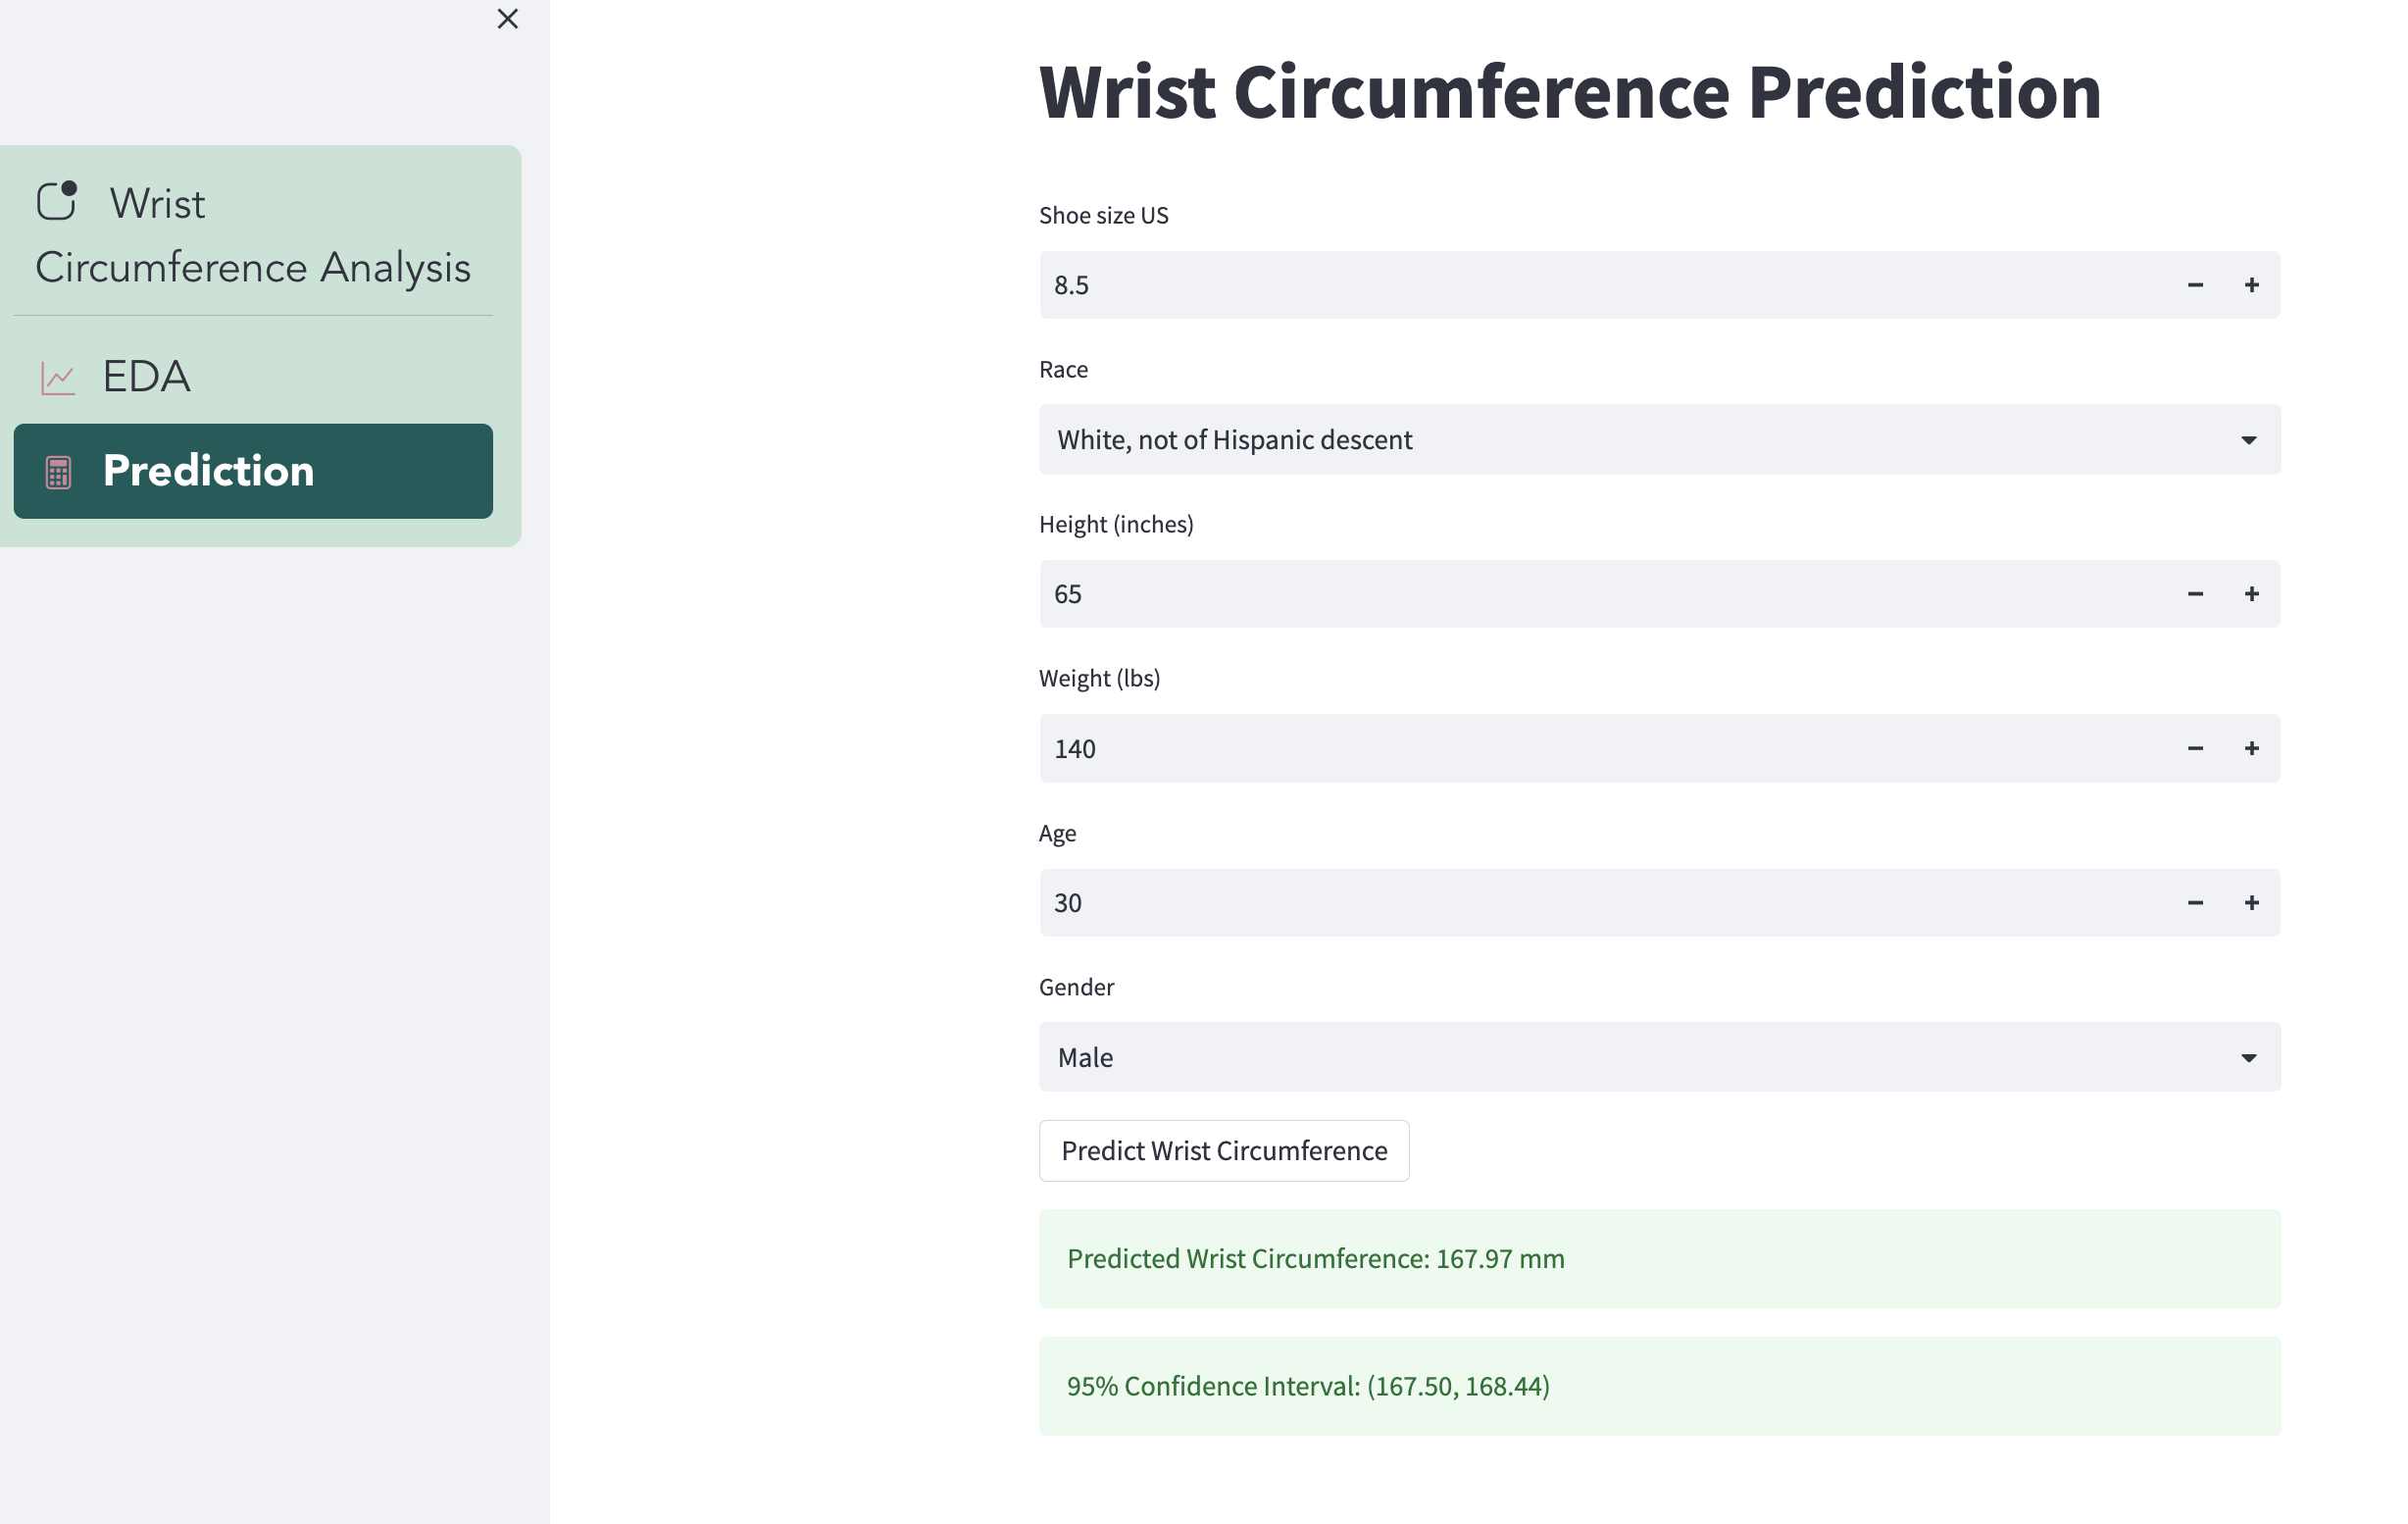 Wrist
Circumference Analysis
EDA
Prediction
Wrist Circumference Prediction
Shoe size US
8.5
Race
White, not of Hispanic descent
Height (inches)
65
Weight (lbs)
140
Age
30
Gender
Male
Predict Wrist Circumference
Predicted Wrist Circumference: 167.97 mm
95% Confidence Interval: (167.50, 168.44)